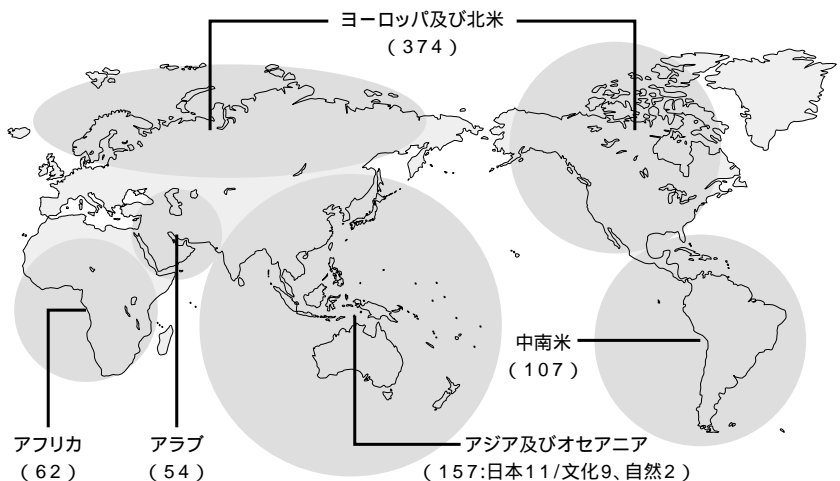 ヨーロッパ及び北米
(374)
中南米
(107)
アフリカ
(62)
アラブ
(54)
アジア及びオセアニア
(157:日本11/文化9、自然2)